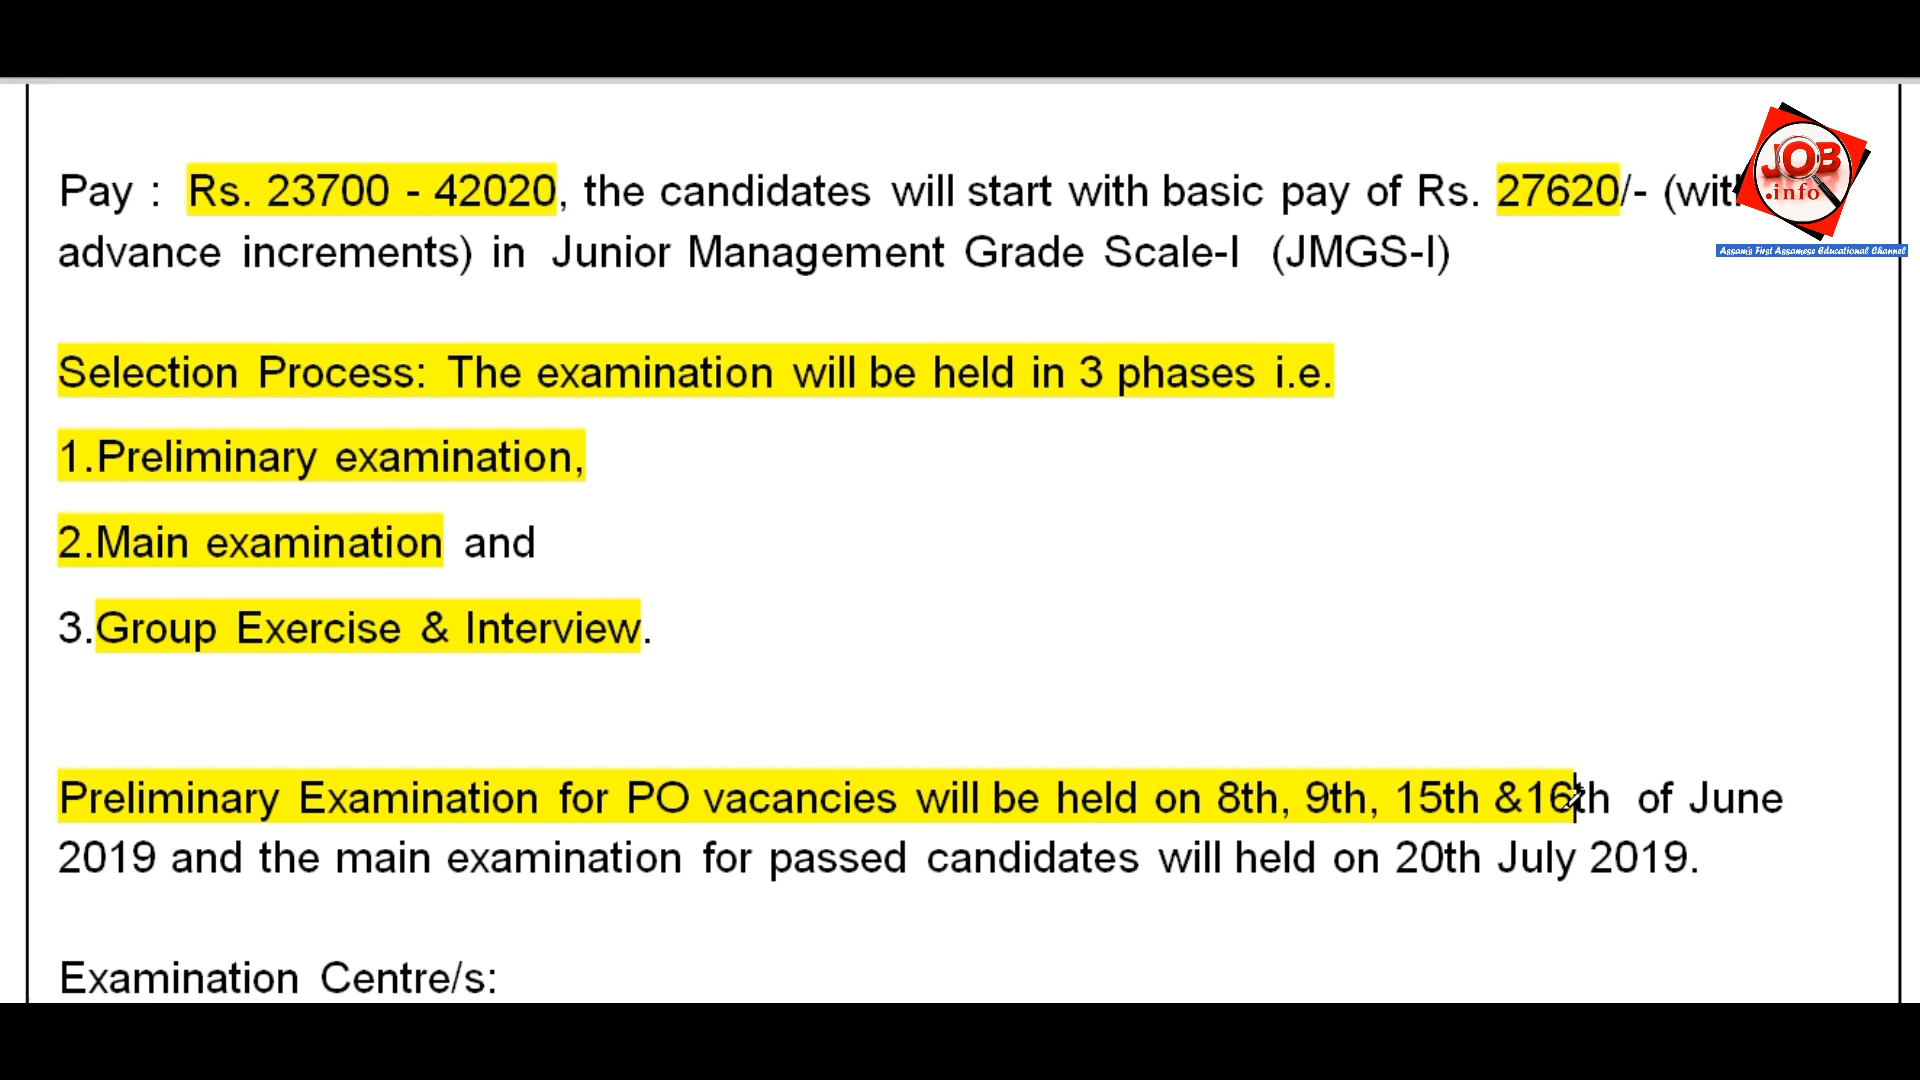 Pay : Rs. 23700 - 42020, the candidates will start with basic pay of Rs. 27620/- (with
advance increments) in Junior Management Grade Scale-I (JMGS-I)
Selection Process: The examination will be held in 3 phases i.e.
1.Preliminary examination,
2.Main examination and
3.Group Exercise & Interview.
Preliminary Examination for PO vacancies will be held on 8th, 9th, 15th &16th of June
2019 and the main examination for passed candidates will held on 20th July 2019.
Examination Centre/s:
JOB
.info
Assam's First Assamese Educational Channel